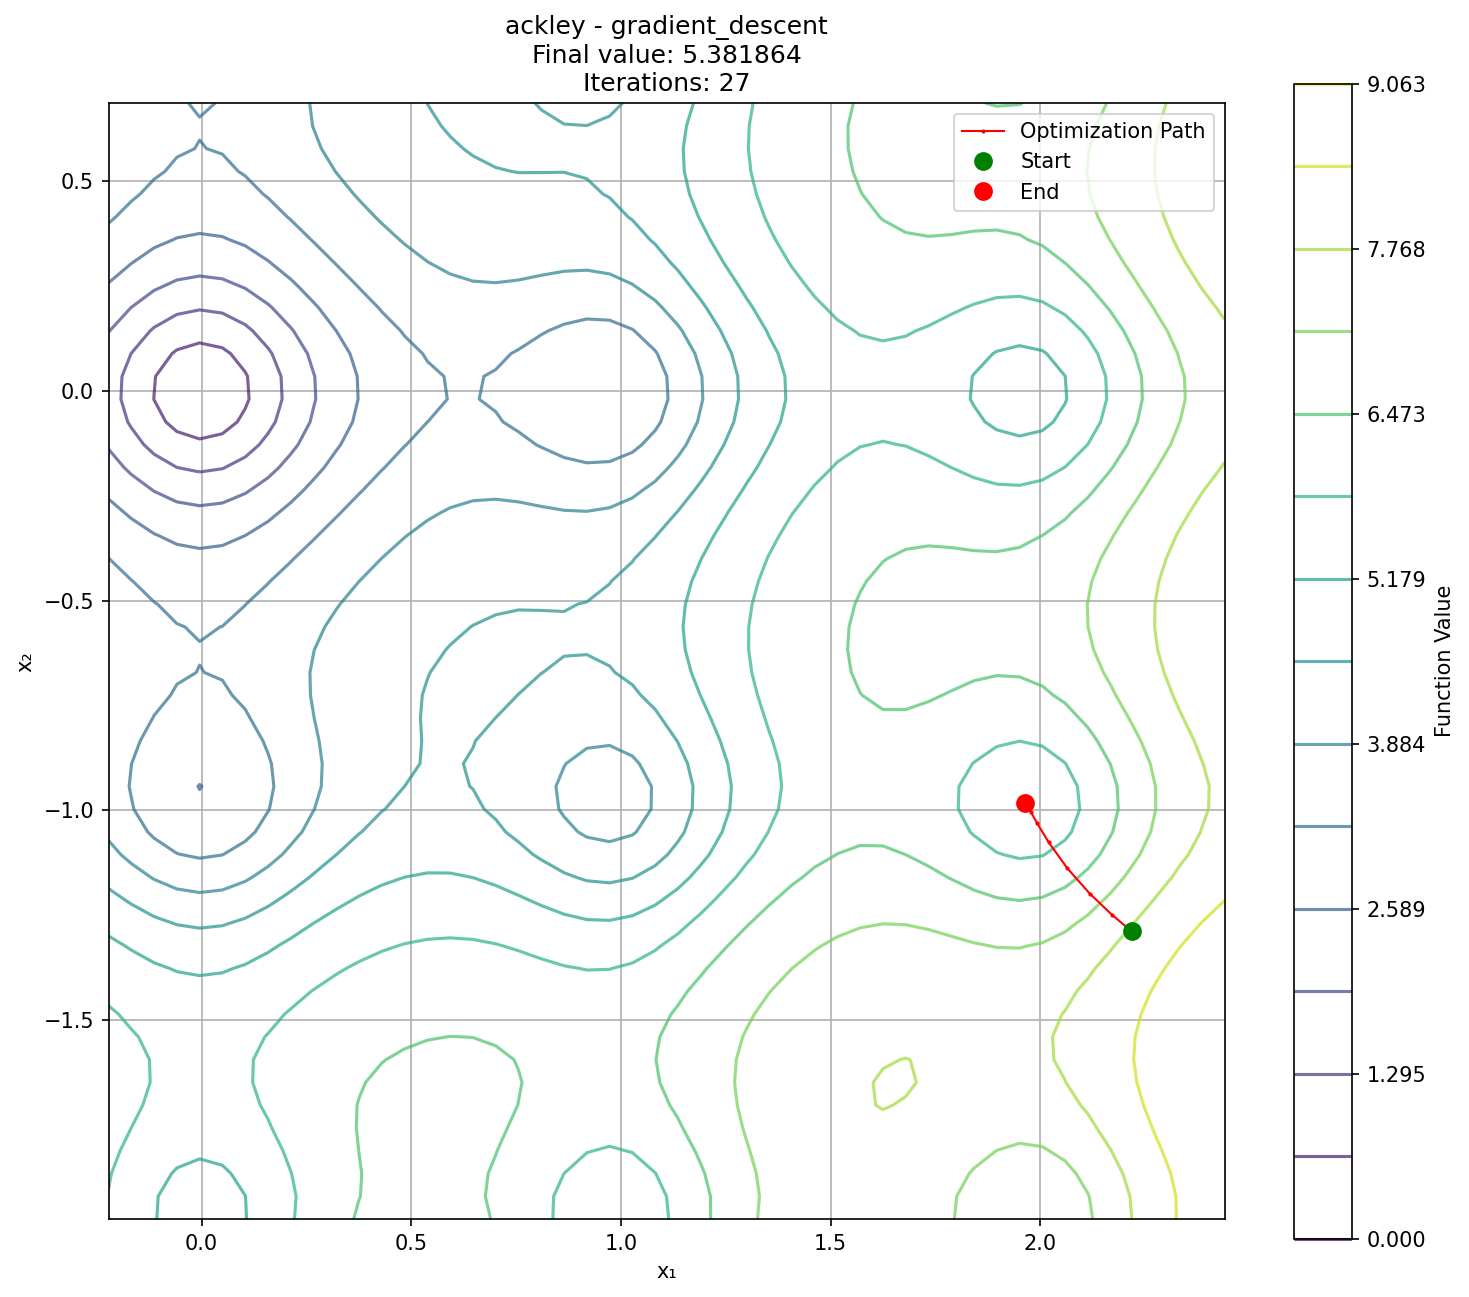 ackley - gradient_descent
Final value: 5.381864
Iterations: 27
Optimization Path
Start
End
0.5
0.0
−0.5
−1.0
−1.5
x₂
0.0
0.5
1.0
1.5
2.0
x₁
9.063
7.768
6.473
5.179
3.884
2.589
1.295
0.000
Function Value